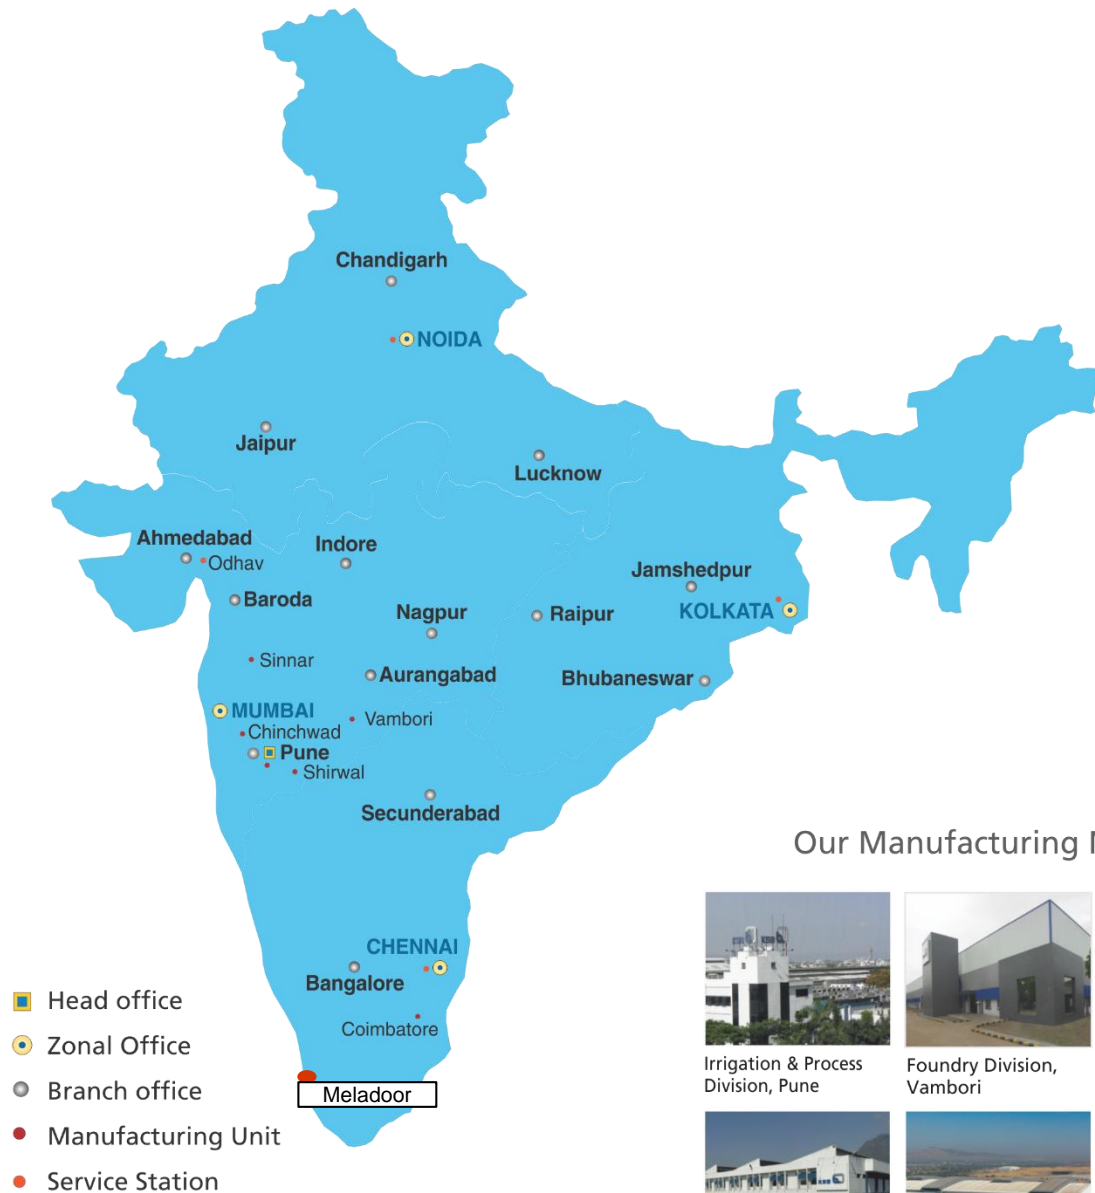 Chandigarh
NOIDA
Jaipur
Lucknow
Ahmedabad
Odhav
Indore
Baroda
Jamshedpur
KOLKATA
Nagpur
Raipur
Sinnar
Aurangabad
Bhubaneswar
MUMBAI
Vambori
Chinchwad
Pune
Shirwal
Secunderabad
Our Manufacturing
CHENNAI
Bangalore
Coimbatore
Meladoor
Head office
Zonal Office
Branch office
Manufacturing Unit
Service Station
Irrigation & Process
Division, Pune
Foundry Division,
Vambori